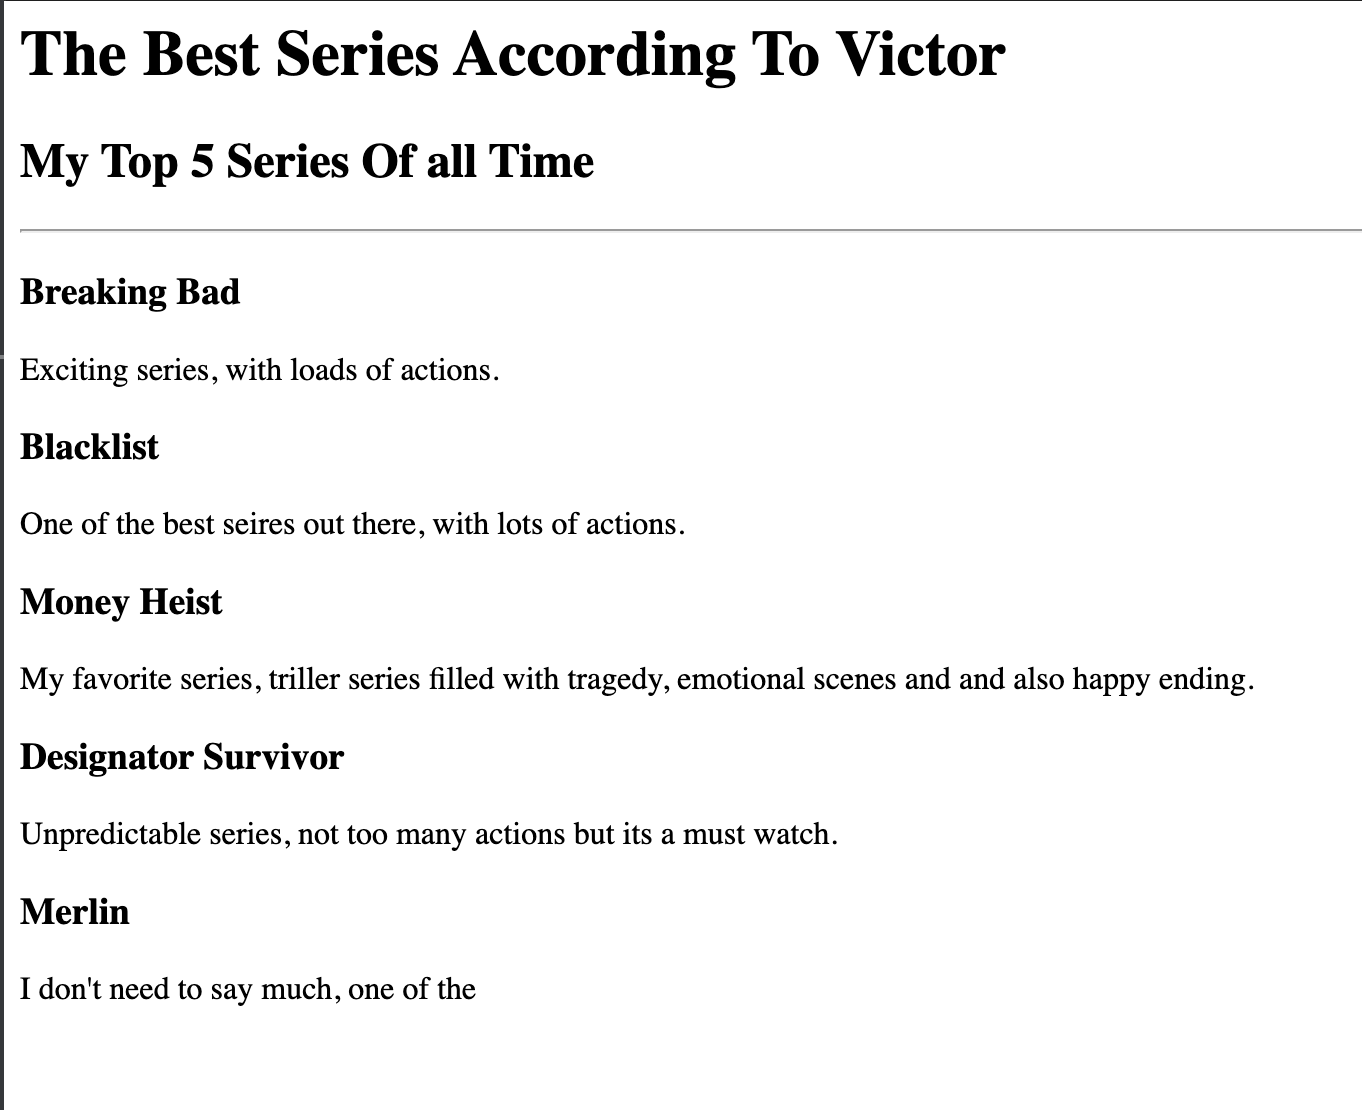 The Best Series According To Victor
My Top 5 Series Of all Time
Breaking Bad
Exciting series, with loads of actions.
Blacklist
One of the best seires out there, with lots of actions.
Money Heist
My favorite series, triller series filled with tragedy, emotional scenes and and also happy ending.
Designator Survivor
Unpredictable series, not too many actions but its a must watch.
Merlin
I don't need to say much, one of the